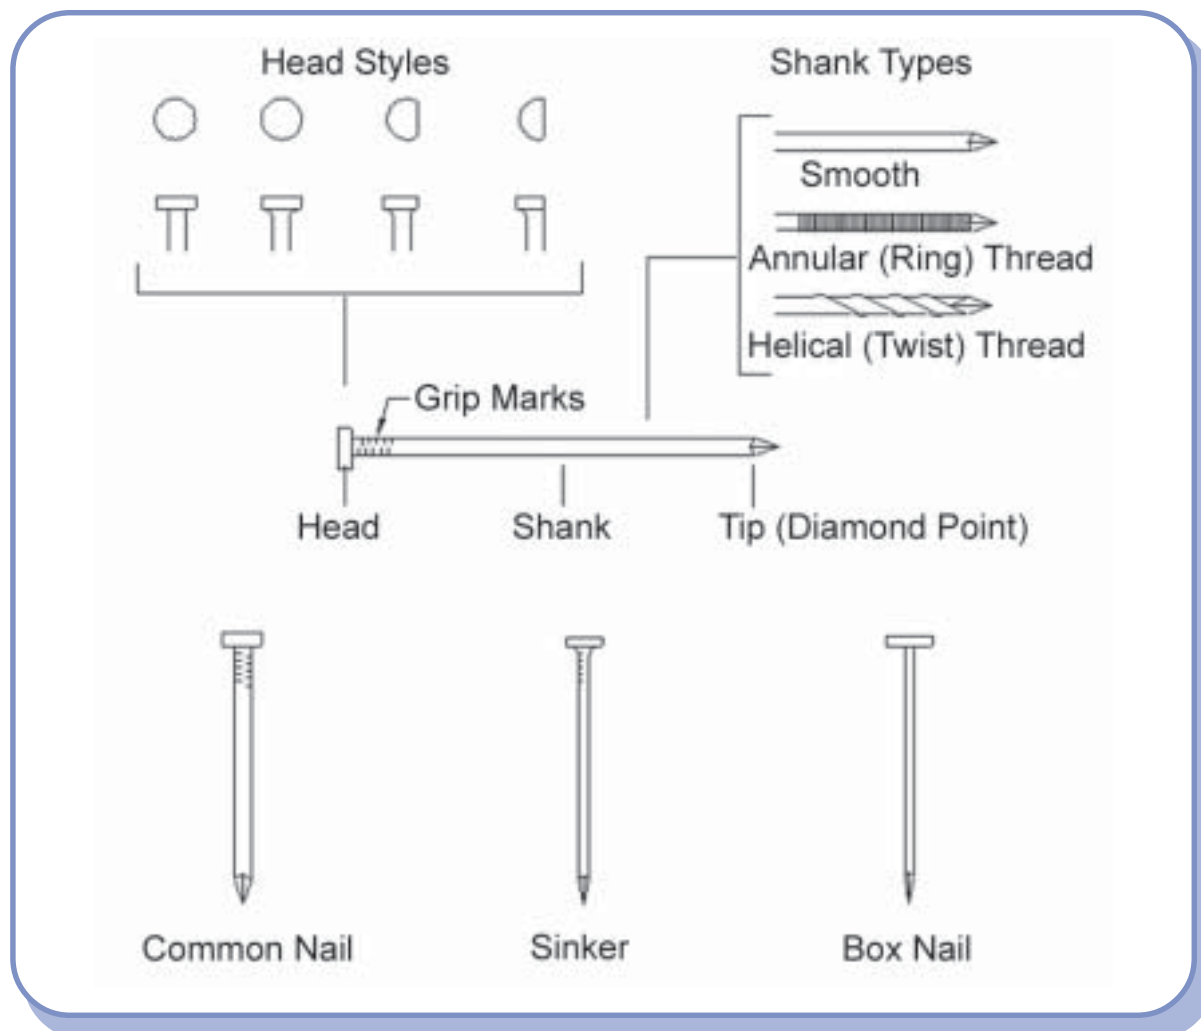 Head Styles
Shank Types
Smooth
Annular (Ring) Thread
Helical (Twist) Thread
Grip Marks
Head
Shank
Tip (Diamond Point)
Common Nail
Sinker
Box Nail